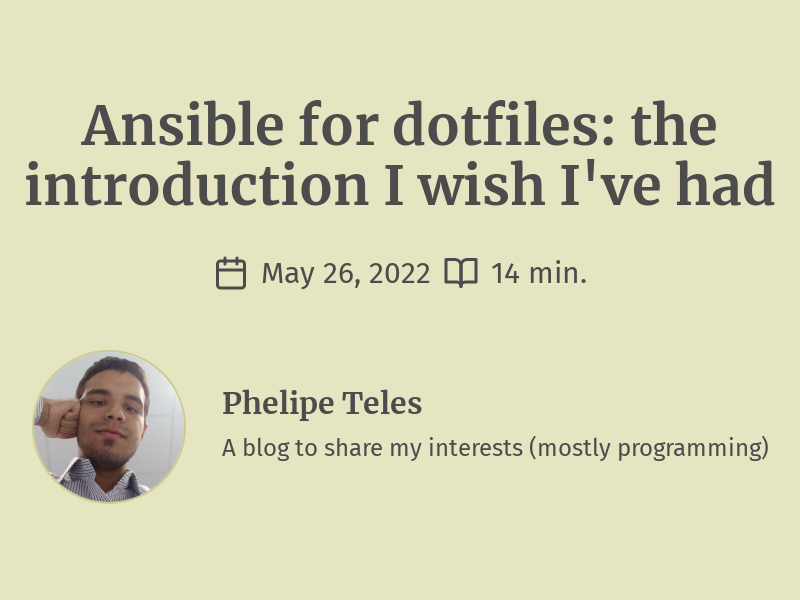 Ansible for dotfiles: the
introduction I wish I've had
May 26, 2022 14 min.
Phelipe Teles
A blog to share my interests (mostly programming)